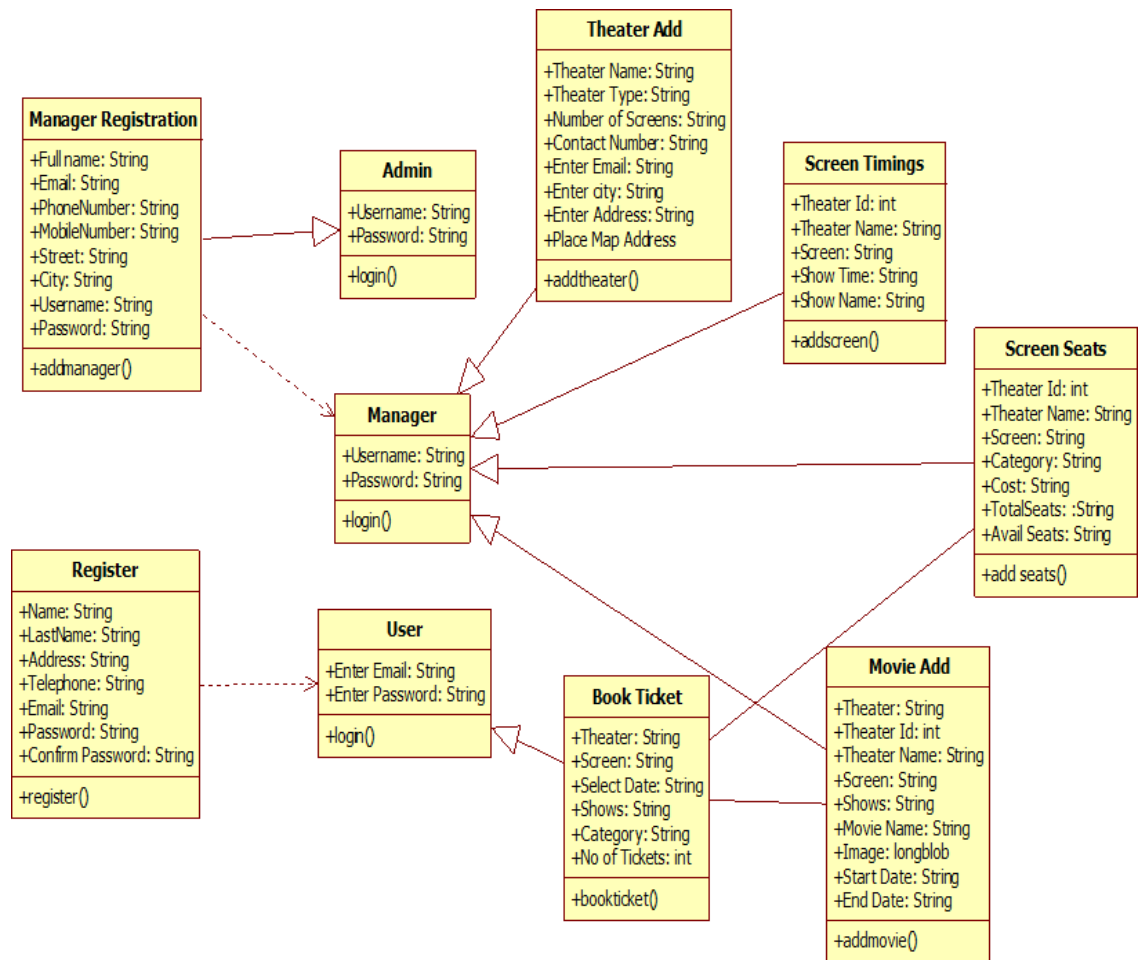 Theater Add
+Theater Name: String
+Theater Type: String
+Number of Screens: String
+Contact Number: String
+Enter Email: String
+Enter city: String
+Enter Address: String
+Place Map Address
+addtheater()
Manager Registration
+Full name: String
+Email: String
+PhoneNumber: String
+MobileNumber: String
+Street: String
+City: String
+Username: String
+Password: String
+addmanager()
Admin
+Username: String
+Password: String
+login()
Screen Timings
+Theater Id: int
+Theater Name: String
+Screen: String
+Show Time: String
+Show Name: String
+addscreen()
Screen Seats
+Theater Id: int
+Theater Name: String
+Screen: String
+Category: String
+Cost: String
+TotalSeats: :String
+Avail Seats: String
+add seats()
Manager
+Username: String
+Password: String
+login()
Register
+Name: String
+LastName: String
+Address: String
+Telephone: String
+Email: String
+Password: String
+Confirm Password: String
+register()
User
+Enter Email: String
+Enter Password: String
+login()
Book Ticket
+Theater: String
+Screen: String
+Select Date: String
+Shows: String
+Category: String
+No of Tickets: int
+bookticket()
Movie Add
+Theater: String
+Theater Id: int
+Theater Name: String
+Screen: String
+Shows: String
+Movie Name: String
+Image: longblob
+Start Date: String
+End Date: String
+addmovie()